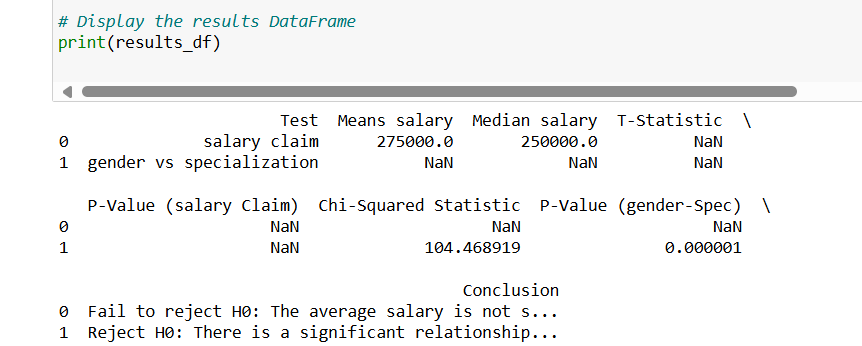 # Display the results DataFrame
print(results_df)
Test  Means salary  Median salary  T-Statistic  \
0              salary claim      275000.0       250000.0          NaN
1  gender vs specialization           NaN            NaN          NaN
P-Value (salary Claim)  Chi-Squared Statistic  P-Value (gender-Spec)  \
0                     NaN                    NaN                    NaN
1                     NaN             104.468919               0.000001
Conclusion
0  Fail to reject H0: The average salary is not s...
1  Reject H0: There is a significant relationship...